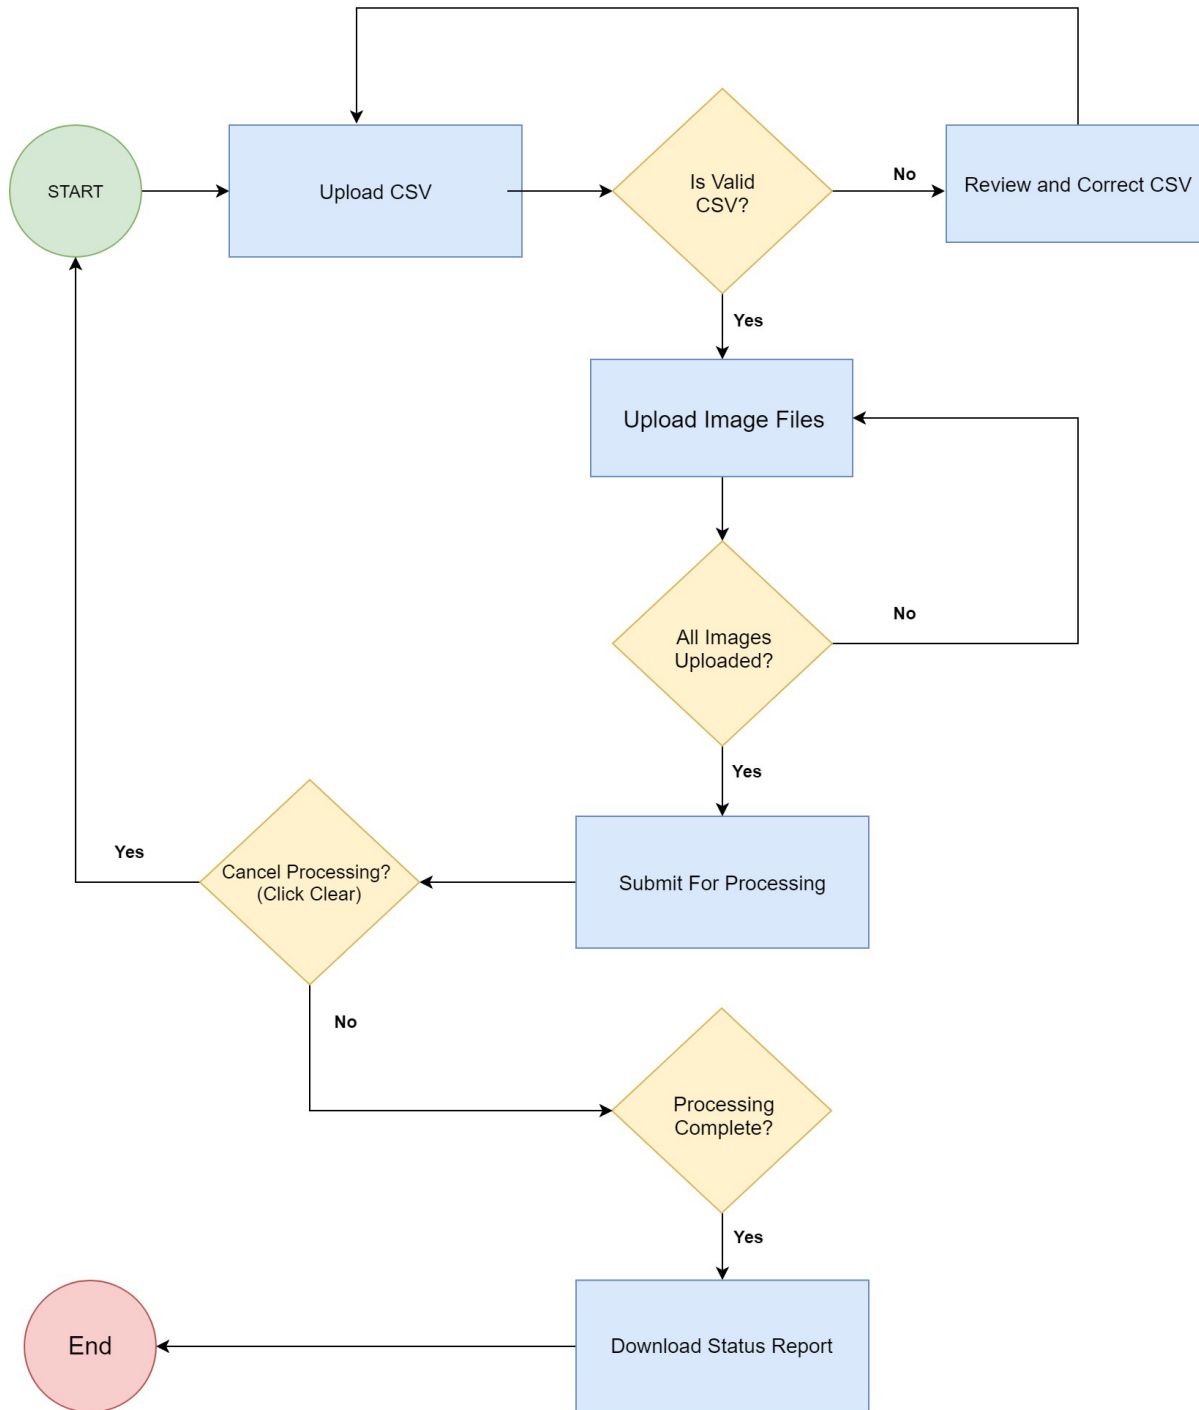 START
Upload CSV
Is Valid
CSV?
No
Review and Correct CSV
Yes
Upload Image Files
All Images
Uploaded?
No
Yes
Submit For Processing
Cancel Processing?
(Click Clear)
Yes
No
Processing
Complete?
Yes
Download Status Report
End